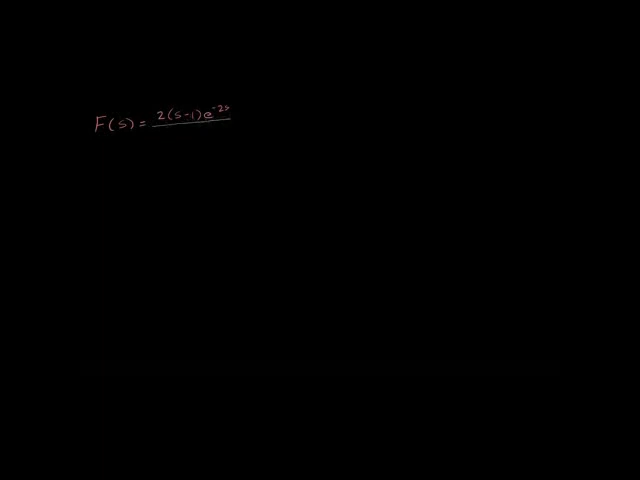 F(s) = 2(s-1)e^{-2s}